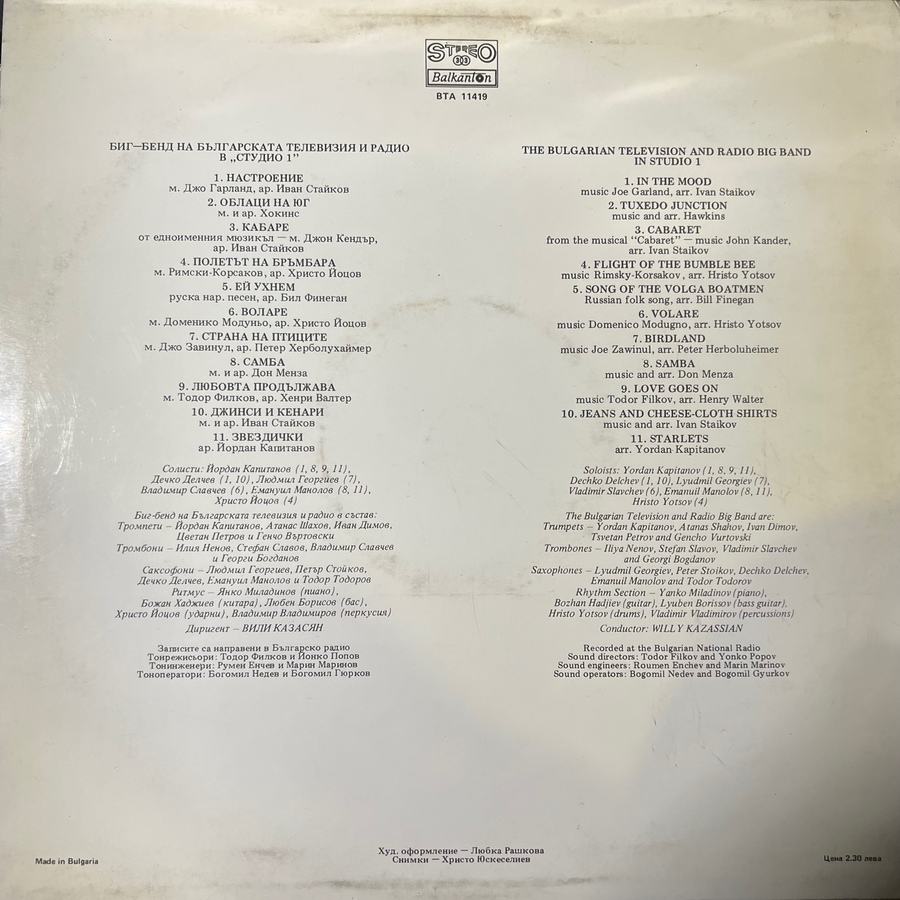 STEREO
33
Balkanton
BTA 11419
БИГ—БЕНД НА БЪЛГАРСКАТА ТЕЛЕВИЗИЯ И РАДИО
В „СТУДИО 1”
1. НАСТРОЕНИЕ
м. Джо Гарланд, ар. Иван Стайков
2. ОБЛАЦИ НА ЮГ
м. и ар. Хокинс
3. КАБАРЕ
от едноименния мюзикъл — м. Джон Кендър,
ар. Иван Стайков
4. ПОЛЕТЪТ НА БРЪМБАРА
м. Римски-Корсаков, ар. Христо Йоцов
5. ЕЙ УХНЕМ
руска нар. песен, ар. Бил Финеган
6. ВОЛАРЕ
м. Доменико Модуньо, ар. Христо Йоцов
7. СТРАНА НА ПТИЦИТЕ
м. Джо Завинул, ар. Петер Херболухаймер
8. САМБА
м. и ар. Дон Менза
9. ЛЮБОВТА ПРОДЪЛЖАВА
м. Тодор Филков, ар. Хенри Валтер
10. ДЖИНСИ И КЕНАРИ
м. и ар. Иван Стайков
11. ЗВЕЗДИЧКИ
ар. Йордан Капитанов
Солисти: Йордан Капитанов (1, 8, 9, 11),
Дечко Делчев (1, 10), Людмил Георгиев (7),
Владимир Славчев (6), Емануил Манолов (8, 11),
Христо Йоцов (4)
Биг-бенд на Българската телевизия и радио в състав:
Тромпети — Йордан Капитанов, Атанас Шахов, Иван Димов,
Цветан Петров и Генчо Въртовски
Тромбони — Илия Ненов, Стефан Славов, Владимир Славчев
и Георги Богданов
Саксофони — Людмил Георгиев, Петър Стойков,
Дечко Делчев, Емануил Манолов и Тодор Тодоров
Ритмус — Янко Миладинов (пиано),
Божан Хаджиев (китара), Любен Борисов (бас),
Христо Йоцов (ударни), Владимир Владимиров (перкусия)
Диригент — ВИЛИ КАЗАСЯН
Записите са направени в Българско радио
Тонрежисьори: Тодор Филков и Йонко Попов
Тонинженери: Румен Енчев и Марин Маринов
Тоноператори: Богомил Недев и Богомил Гюрков
THE BULGARIAN TELEVISION AND RADIO BIG BAND
IN STUDIO 1
1. IN THE MOOD
music Joe Garland, arr. Ivan Staikov
2. TUXEDO JUNCTION
music and arr. Hawkins
3. CABARET
from the musical “Cabaret” — music John Kander,
arr. Ivan Staikov
4. FLIGHT OF THE BUMBLE BEE
music Rimsky-Korsakov, arr. Hristo Yotsov
5. SONG OF THE VOLGA BOATMEN
Russian folk song, arr. Bill Finegan
6. VOLARE
music Domenico Modugno, arr. Hristo Yotsov
7. BIRDLAND
music Joe Zawinul, arr. Peter Herboluheimer
8. SAMBA
music and arr. Don Menza
9. LOVE GOES ON
music Todor Filkov, arr. Henry Walter
10. JEANS AND CHEESE-CLOTH SHIRTS
music and arr. Ivan Staikov
11. STARLETS
arr. Yordan Kapitanov
Soloists: Yordan Kapitanov (1, 8, 9, 11),
Dechko Delchev (1, 10), Lyudmil Georgiev (7),
Vladimir Slavchev (6), Emanuil Manolov (8, 11),
Hristo Yotsov (4)
The Bulgarian Television and Radio Big Band are:
Trumpets — Yordan Kapitanov, Atanas Shahov, Ivan Dimov,
Tsvetan Petrov and Gencho Vurtovski
Trombones — Iliya Nenov, Stefan Slavov, Vladimir Slavchev
and Georgi Bogdanov
Saxophones — Lyudmil Georgiev, Peter Stoikov, Dechko Delchev,
Emanuil Manolov and Todor Todorov
Rhythm Section — Yanko Miladinov (piano),
Bozhan Hadjiev (guitar), Lyuben Borissov (bass guitar),
Hristo Yotsov (drums), Vladimir Vladimirov (percussions)
Conductor: WILLY KAZASSIAN
Recorded at the Bulgarian National Radio
Sound directors: Todor Filkov and Yonko Popov
Sound engineers: Roumen Enchev and Marin Marinov
Sound operators: Bogomil Nedev and Bogomil Gyurkov
Made in Bulgaria
Худ. оформление — Любка Рашкова
Снимки — Христо Юскеселиев
Цена 2.30 лева